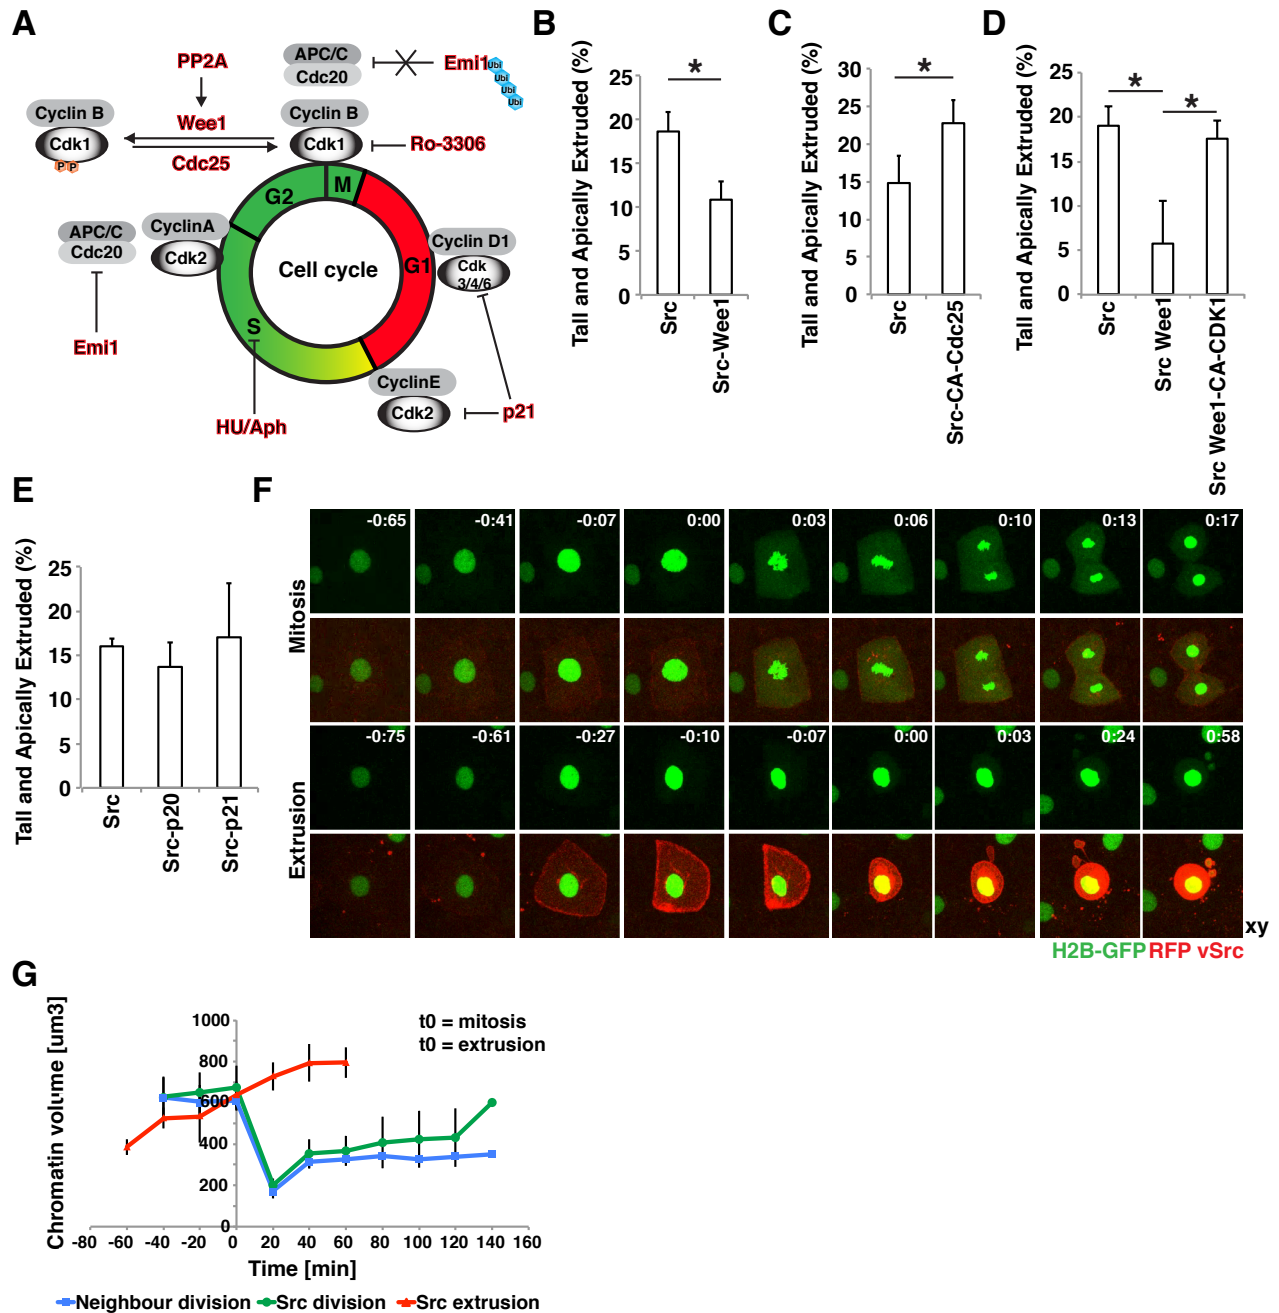 A
PP2A
APC/C
Cdc20
Emi1
Ubi
Ubi
Ubi
Ubi
Cyclin B
Cdk1
P P
Wee1
Cdc25
Cyclin B
Cdk1
Ro-3306
G2
M
G1
S
Cell cycle
APC/C
Cdc20
CyclinA
Cdk2
Cyclin D1
Cdk
3/4/6
Emi1
HU/Aph
CyclinE
Cdk2
p21
B
Tall and Apically Extruded (%)
25
20
15
10
5
0
*
Src
Src-Wee1
C
Tall and Apically Extruded (%)
30
25
20
15
10
5
0
*
Src
Src-CA-Cdc25
D
Tall and Apically Extruded (%)
25
20
15
10
5
0
*
*
Src
Src Wee1
Src Wee1-CA-CDK1
E
Tall and Apically Extruded (%)
25
20
15
10
5
0
Src
Src-p20
Src-p21
F
Mitosis
-0:65 -0:41 -0:07 0:00 0:03 0:06 0:10 0:13 0:17
Extrusion
-0:75 -0:61 -0:27 -0:10 -0:07 0:00 0:03 0:24 0:58
xy
H2B-GFP RFP vSrc
G
Chromatin volume [um3]
1000
800
600
400
200
0
t0 = mitosis
t0 = extrusion
-80 -60 -40 -20 0 20 40 60 80 100 120 140 160
Time [min]
Neighbour division Src division Src extrusion